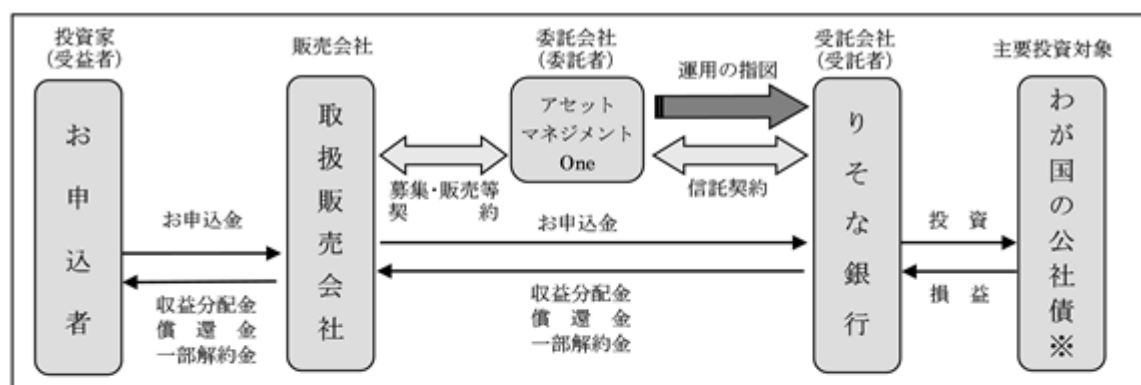 投資家
(受益者)
お申込者
販売会社
取扱販売会社
委託会社
(委託者)
アセット
マネジメント
One
受託会社
(受託者)
りそな銀行
主要投資対象
わが国の公社債※
運用の指図
募集・販売等
契約
信託契約
お申込金
収益分配金
償還金
一部解約金
お申込金
収益分配金
償還金
一部解約金
投資
損益